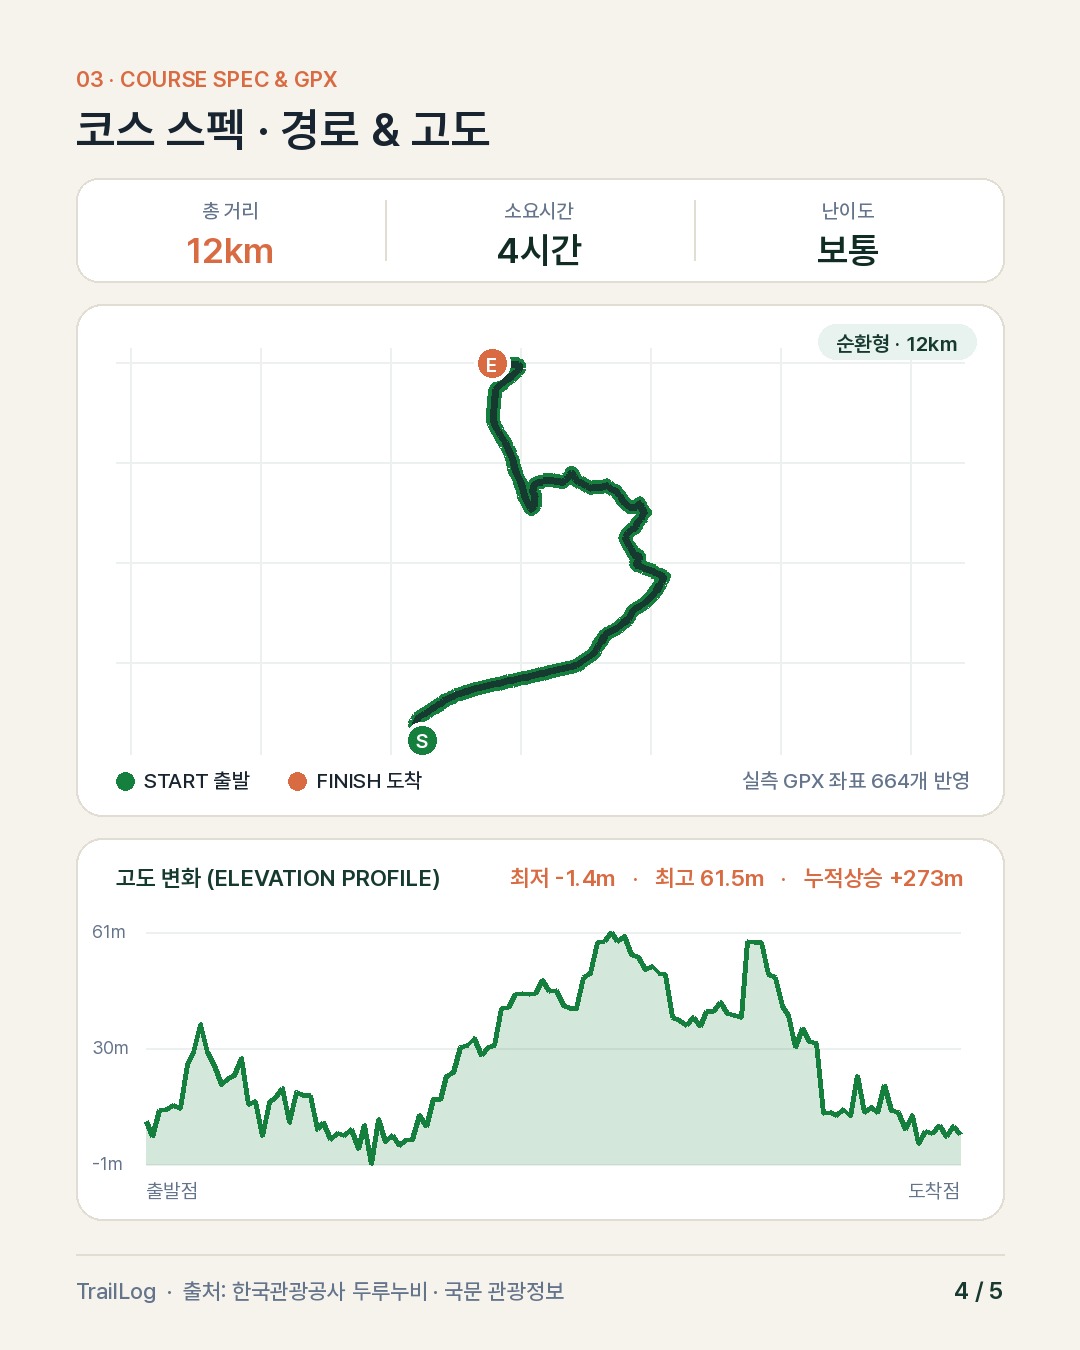 03 · COURSE SPEC & GPX
코스 스펙 · 경로 & 고도
총 거리
12km
소요시간
4시간
난이도
보통
순환형 · 12km
E
S
START 출발
FINISH 도착
실측 GPX 좌표 664개 반영
고도 변화 (ELEVATION PROFILE)
최저 -1.4m · 최고 61.5m · 누적상승 +273m
61m
30m
-1m
출발점
도착점
TrailLog · 출처: 한국관광공사 두루누비 · 국문 관광정보
4 / 5